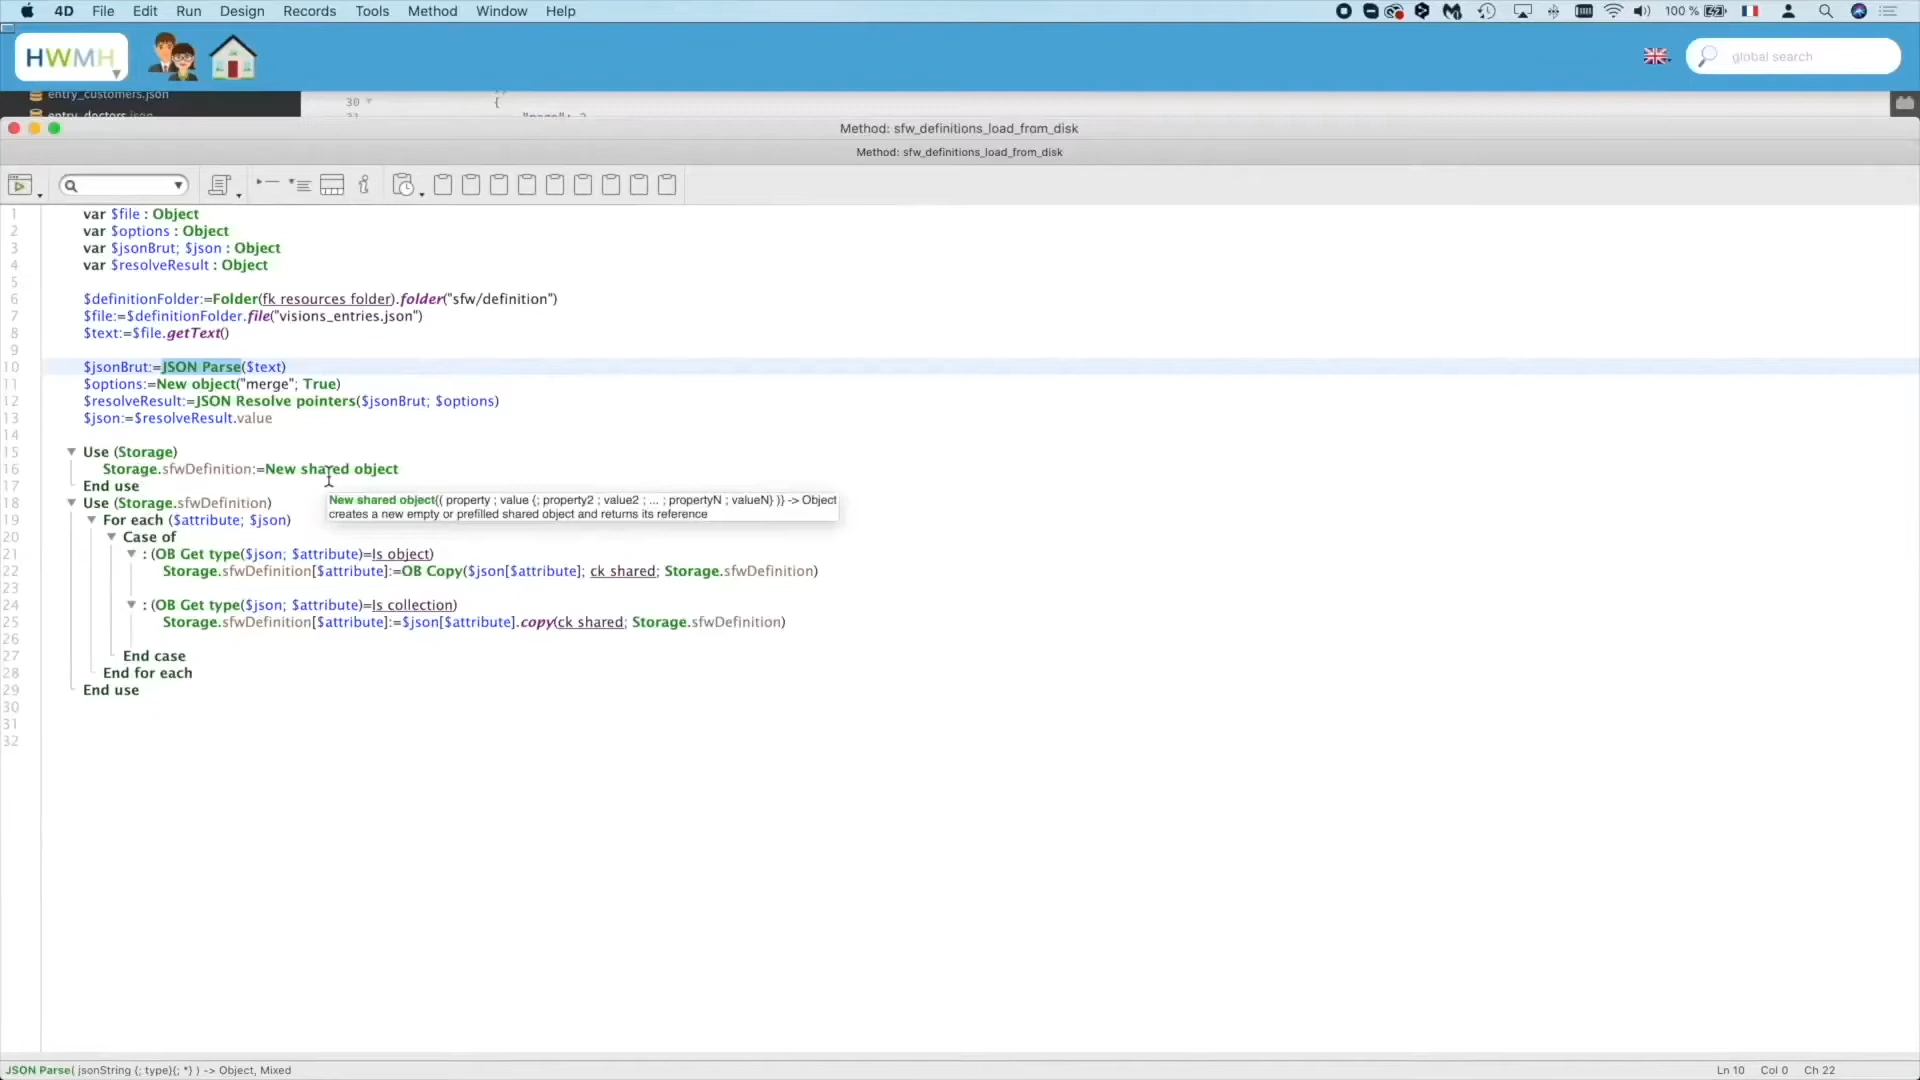 4D File Edit Run Design Records Tools Method Window Help 100 %
HWMH global search
entry_customers.json 30 {
entry_doctors.json 31 "page": 2
Method: sfw_definitions_load_from_disk
Method: sfw_definitions_load_from_disk
1 var $file : Object
2 var $options : Object
3 var $jsonBrut; $json : Object
4 var $resolveResult : Object
5
6 $definitionFolder:=Folder(fk resources folder).folder("sfw/definition")
7 $file:=$definitionFolder.file("visions_entries.json")
8 $text:=$file.getText()
9
10 $jsonBrut:=JSON Parse($text)
11 $options:=New object("merge"; True)
12 $resolveResult:=JSON Resolve pointers($jsonBrut; $options)
13 $json:=$resolveResult.value
14
15 Use (Storage)
16 Storage.sfwDefinition:=New shared object
17 End use
18 Use (Storage.sfwDefinition)
New shared object(( property ; value {; property2 ; value2 ; ... ; propertyN ; valueN} )} -> Object
creates a new empty or prefilled shared object and returns its reference
19 For each ($attribute; $json)
20 Case of
21 : (OB Get type($json; $attribute)=Is object)
22 Storage.sfwDefinition[$attribute]:=OB Copy($json[$attribute]; ck shared; Storage.sfwDefinition)
23
24 : (OB Get type($json; $attribute)=Is collection)
25 Storage.sfwDefinition[$attribute]:=$json[$attribute].copy(ck shared; Storage.sfwDefinition)
26
27 End case
28 End for each
29 End use
30
31
32
JSON Parse( jsonString {; type}{; *} ) -> Object, Mixed Ln 10 Col 0 Ch 22